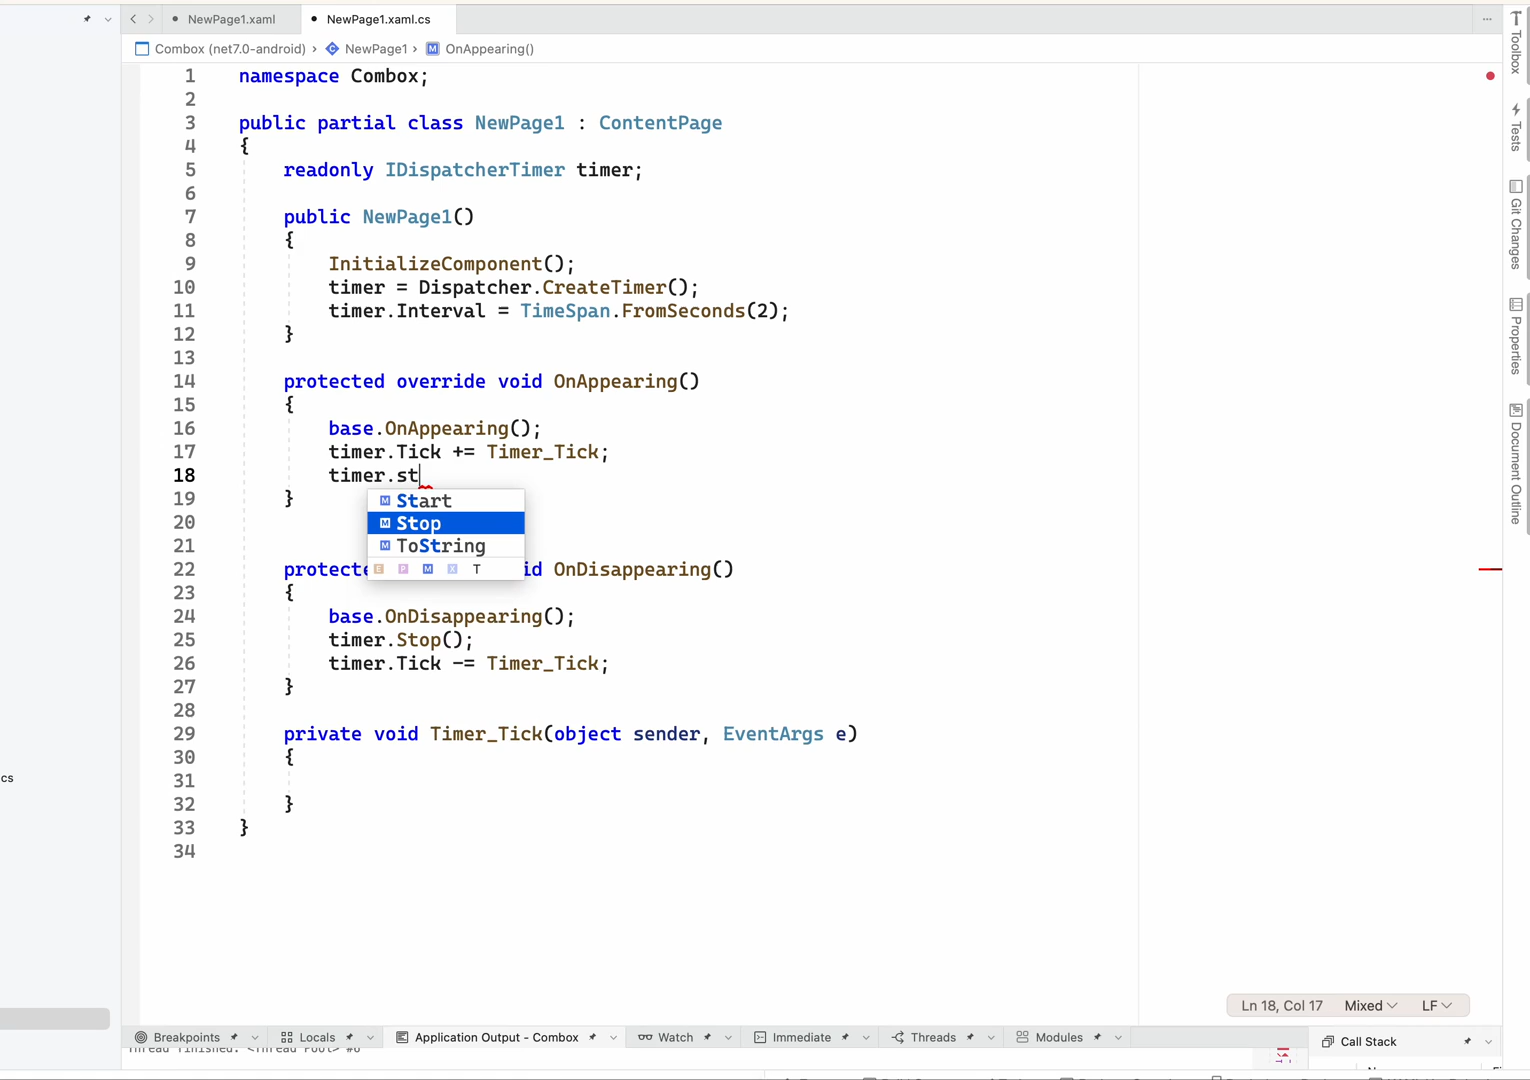 NewPage1.xaml
NewPage1.xaml.cs
Combox (net7.0-android)
NewPage1
OnAppearing()
1 namespace Combox;
2
3 public partial class NewPage1 : ContentPage
4 {
5 readonly IDispatcherTimer timer;
6
7 public NewPage1()
8 {
9 InitializeComponent();
10 timer = Dispatcher.CreateTimer();
11 timer.Interval = TimeSpan.FromSeconds(2);
12 }
13
14 protected override void OnAppearing()
15 {
16 base.OnAppearing();
17 timer.Tick += Timer_Tick;
18 timer.st
19 }
Start
Stop
ToString
E P M X T
20
21
22 protecte id OnDisappearing()
23 {
24 base.OnDisappearing();
25 timer.Stop();
26 timer.Tick -= Timer_Tick;
27 }
28
29 private void Timer_Tick(object sender, EventArgs e)
30 {
31
32 }
33 }
34
cs
Toolbox
Tests
Git Changes
Properties
Document Outline
Ln 18, Col 17 Mixed LF
Breakpoints
Locals
Application Output - Combox
Watch
Immediate
Threads
Modules
Call Stack
Thread finished: <Thread Pool> #6